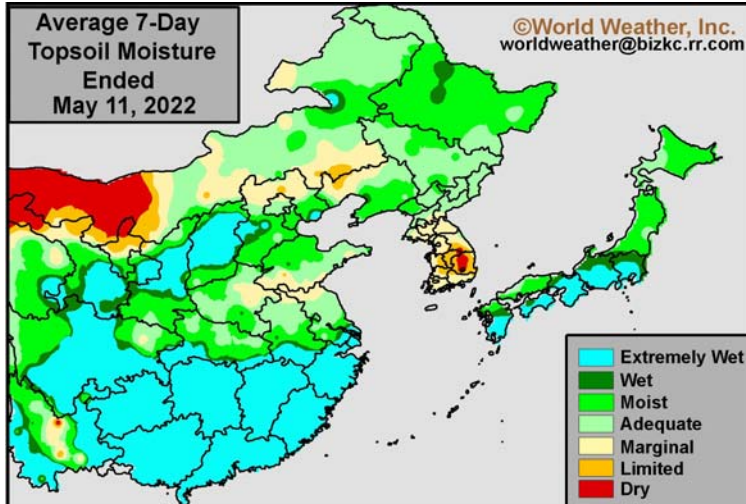 Average 7-Day
Topsoil Moisture
Ended
May 11, 2022
©World Weather, Inc.
worldweather@bizkc.rr.com
Extremely Wet
Wet
Moist
Adequate
Marginal
Limited
Dry